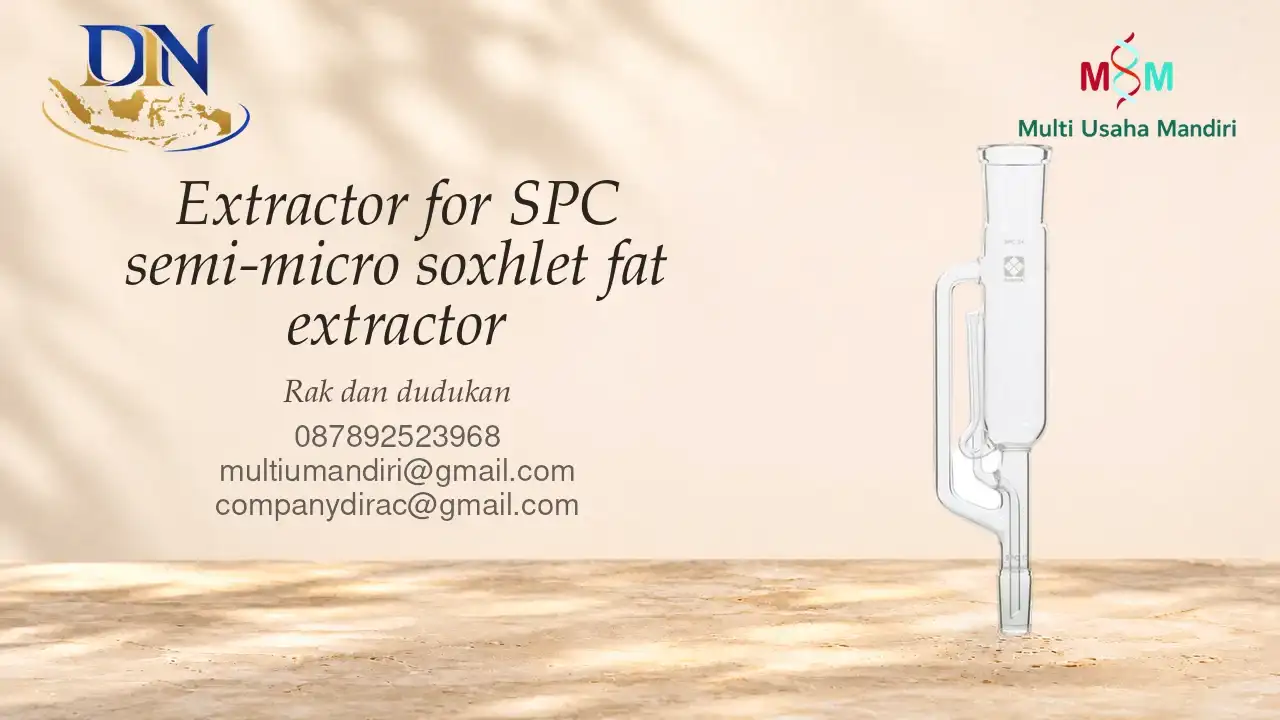 DIN
M M
Multi Usaha Mandiri
Extractor for SPC
semi-micro soxhlet fat
extractor
Rak dan dudukan
087892523968
multiumandiri@gmail.com
companydirac@gmail.com